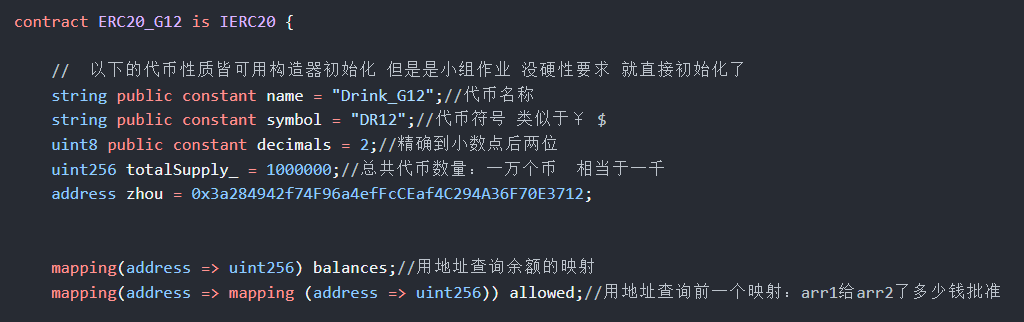 contract ERC20_G12 is IERC20 {
//  以下的代币性质皆可用构造器初始化 但是是小组作业 没硬性要求 就直接初始化了
string public constant name = "Drink_G12";//代币名称
string public constant symbol = "DR12";//代币符号 类似于￥ $
uint8 public constant decimals = 2;//精确到小数点后两位
uint256 totalSupply_ = 1000000;//总共代币数量：一万个币  相当于一千
address zhou = 0x3a284942f74F96a4efFcCEaf4C294A36F70E3712;
mapping(address => uint256) balances;//用地址查询余额的映射
mapping(address => mapping (address => uint256)) allowed;//用地址查询前一个映射：arr1给arr2了多少钱批准